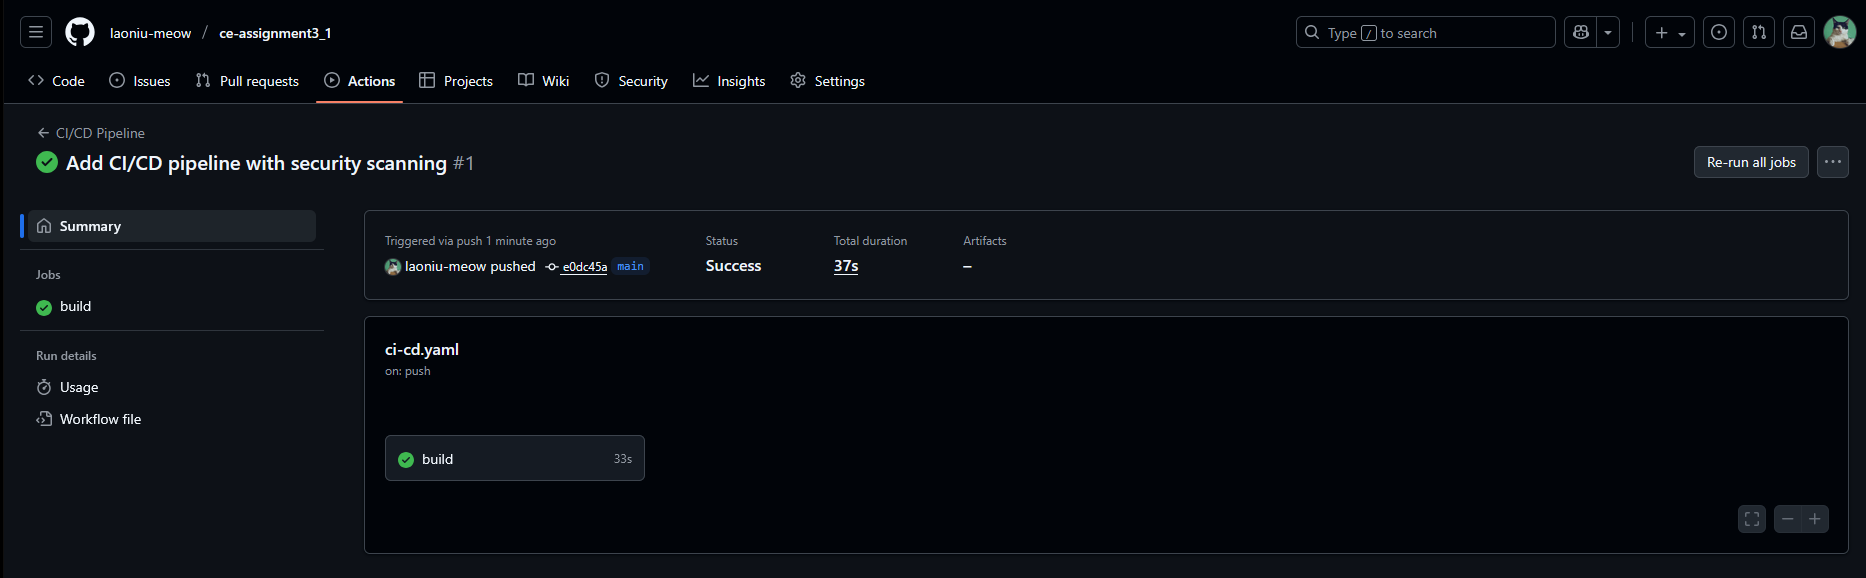 laoniu-meow / ce-assignment3_1
Type / to search
Code Issues Pull requests Actions Projects Wiki Security Insights Settings
CI/CD Pipeline
Add CI/CD pipeline with security scanning #1
Re-run all jobs
Summary
Jobs
build
Run details
Usage
Workflow file
Triggered via push 1 minute ago
laoniu-meow pushed e0dc45a main
Status
Success
Total duration
37s
Artifacts
–
ci-cd.yaml
on: push
build 33s